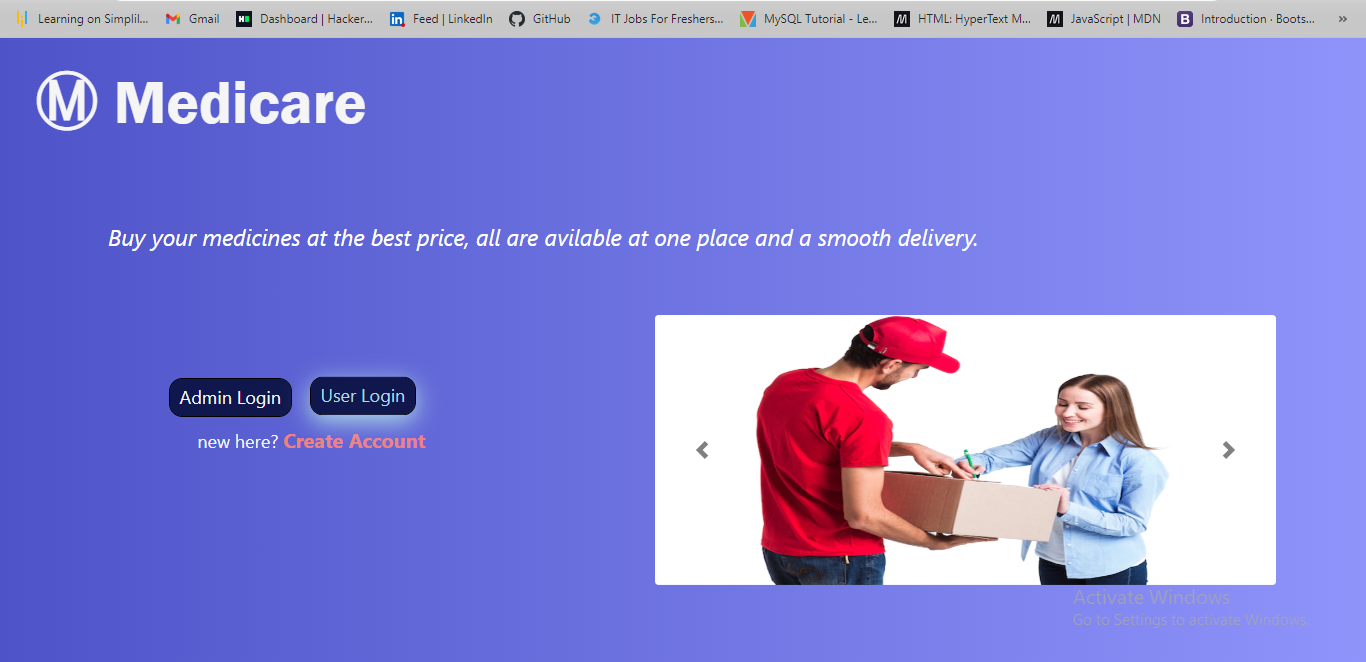 Learning on Simplil... Gmail Dashboard | Hacker... Feed | LinkedIn GitHub IT Jobs For Freshers... MySQL Tutorial - Le... HTML: HyperText M... JavaScript | MDN Introduction · Boots... »
M Medicare
Buy your medicines at the best price, all are avilable at one place and a smooth delivery.
Admin Login User Login
new here? Create Account
Activate Windows
Go to Settings to activate Windows.